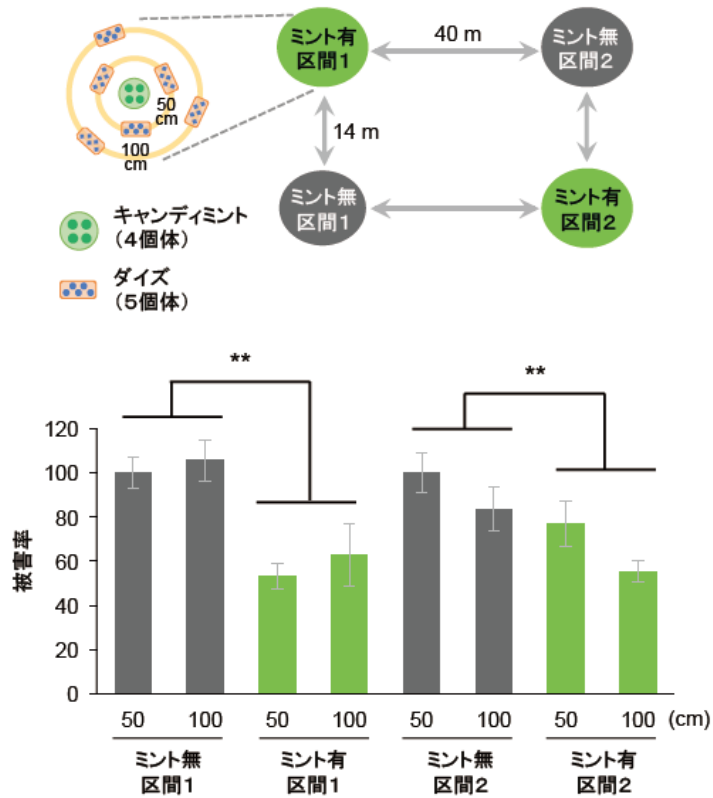 ミント有
区間1
40 m
ミント無
区間2
50
cm
100
cm
14 m
ミント無
区間1
ミント有
区間2
キャンディミント
(4個体)
ダイズ
(5個体)
**
**
被害率
120
100
80
60
40
20
0
50 100 50 100 50 100 50 100 (cm)
ミント無 ミント有 ミント無 ミント有
区間1 区間1 区間2 区間2